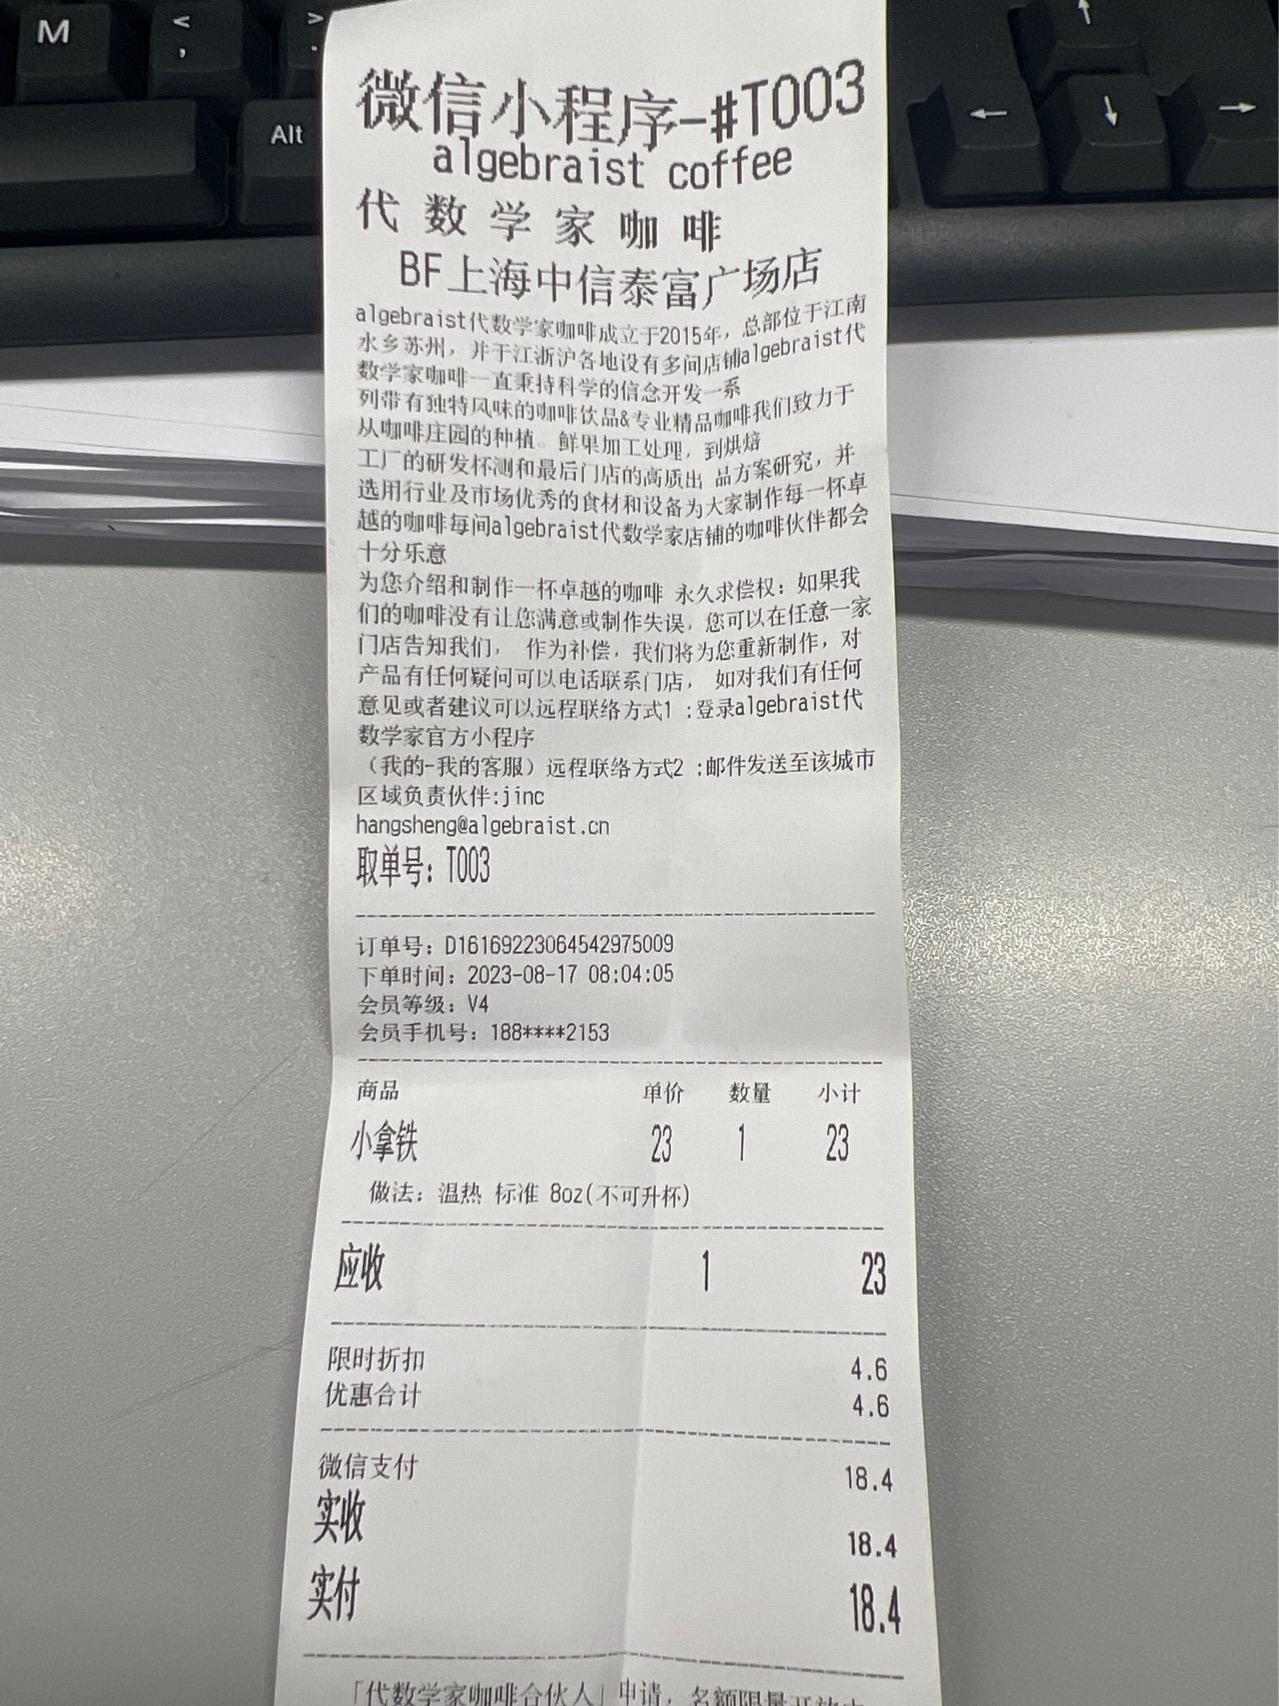 M
<
,
>
.
Alt
↑
←
↓
→
微信小程序-#T003
algebraist coffee
代数学家咖啡
BF上海中信泰富广场店
algebraist代数学家咖啡成立于2015年，总部位于江南
水乡苏州，并于江浙沪各地设有多间店铺algebraist代
数学家咖啡一直秉持科学的信念开发一系
列带有独特风味的咖啡饮品&专业精品咖啡我们致力于
从咖啡庄园的种植。鲜果加工处理，到烘焙
工厂的研发杯测和最后门店的高质出 品方案研究，并
选用行业及市场优秀的食材和设备为大家制作每一杯卓
越的咖啡每间algebraist代数学家店铺的咖啡伙伴都会
十分乐意
为您介绍和制作一杯卓越的咖啡 永久求偿权：如果我
们的咖啡没有让您满意或制作失误，您可以在任意一家
门店告知我们， 作为补偿，我们将为您重新制作，对
产品有任何疑问可以电话联系门店， 如对我们有任何
意见或者建议可以远程联络方式1 ;登录algebraist代
数学家官方小程序
（我的-我的客服）远程联络方式2 ;邮件发送至该城市
区域负责伙伴:jinc
hangsheng@algebraist.cn
取单号：T003
订单号：D16169223064542975009
下单时间：2023-08-17 08:04:05
会员等级：V4
会员手机号：188****2153
商品 单价 数量 小计
小拿铁 23 1 23
做法：温热 标准 8oz(不可升杯)
应收 1 23
限时折扣 4.6
优惠合计 4.6
微信支付 18.4
实收 18.4
实付 18.4
「代数学家咖啡合伙人」申请，名额限量开放中